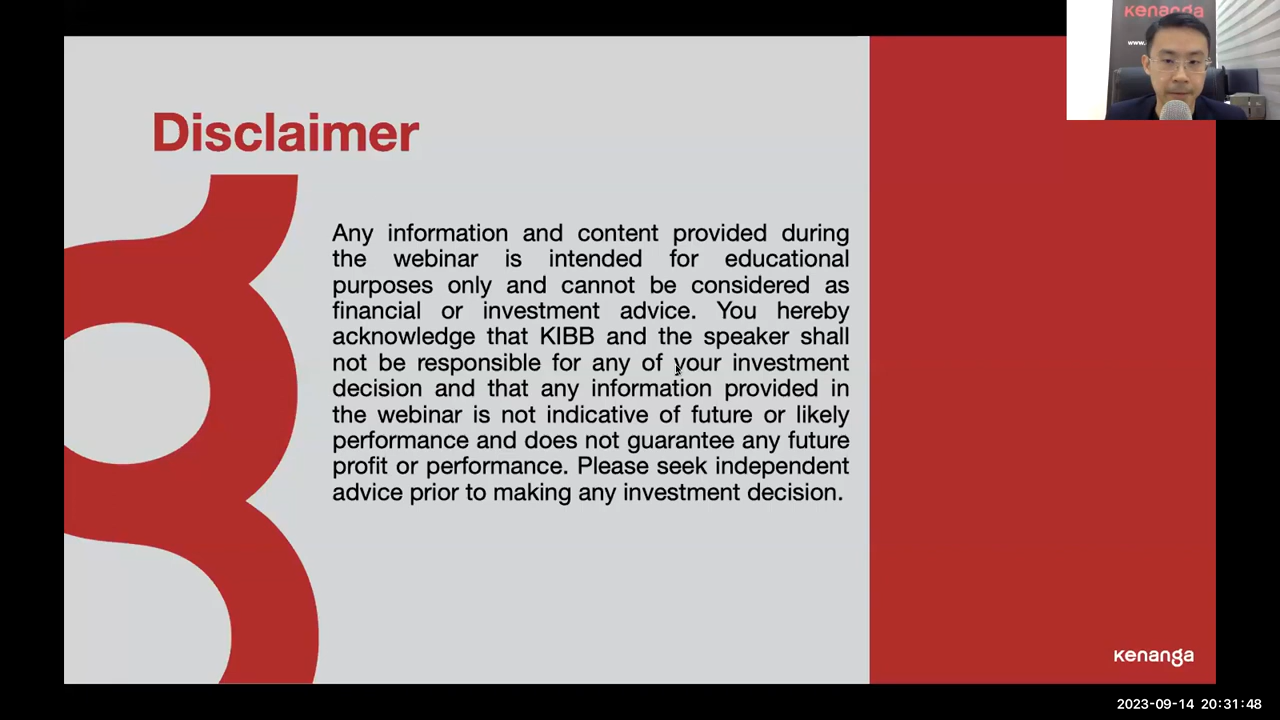 kenanga
www.
Disclaimer
Any information and content provided during
the webinar is intended for educational
purposes only and cannot be considered as
financial or investment advice. You hereby
acknowledge that KIBB and the speaker shall
not be responsible for any of your investment
decision and that any information provided in
the webinar is not indicative of future or likely
performance and does not guarantee any future
profit or performance. Please seek independent
advice prior to making any investment decision.
kenanga
2023-09-14 20:31:48